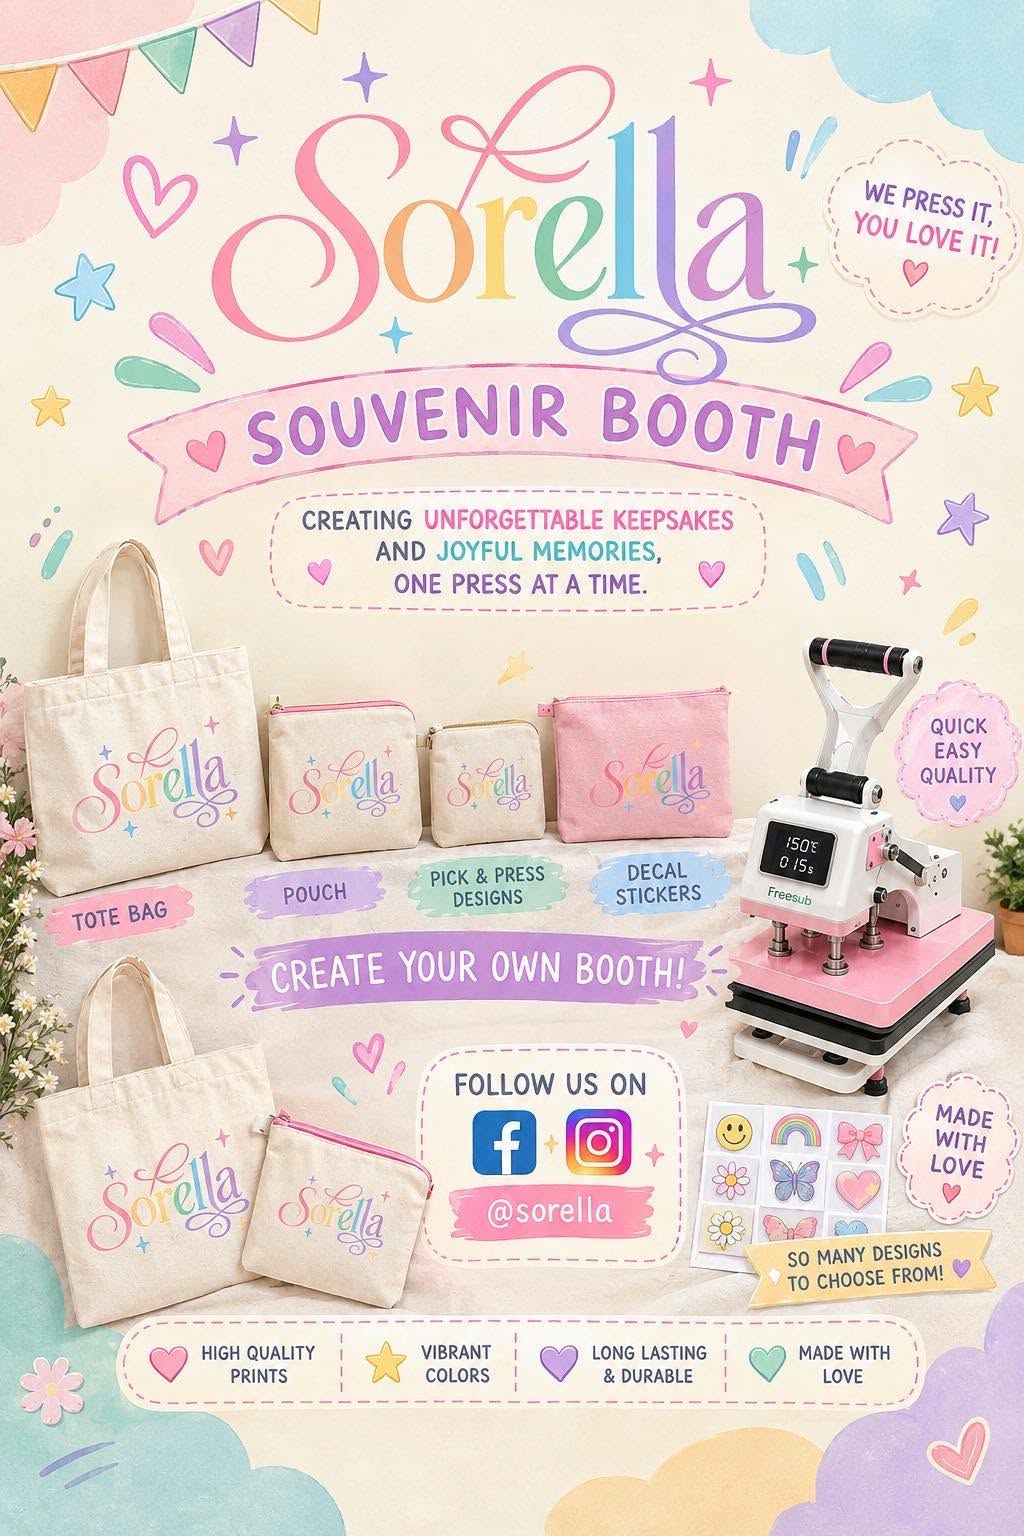 Sorella
WE PRESS IT,
YOU LOVE IT!
SOUVENIR BOOTH
CREATING UNFORGETTABLE KEEPSAKES
AND JOYFUL MEMORIES,
ONE PRESS AT A TIME.
Sorella
Sorella
Sorella
Sorella
QUICK
EASY
QUALITY
150°C
015s
Freesub
TOTE BAG
POUCH
PICK & PRESS
DESIGNS
DECAL
STICKERS
CREATE YOUR OWN BOOTH!
FOLLOW US ON
@sorella
Sorella
Sorella
MADE
WITH
LOVE
SO MANY DESIGNS
TO CHOOSE FROM!
HIGH QUALITY
PRINTS
VIBRANT
COLORS
LONG LASTING
& DURABLE
MADE WITH
LOVE